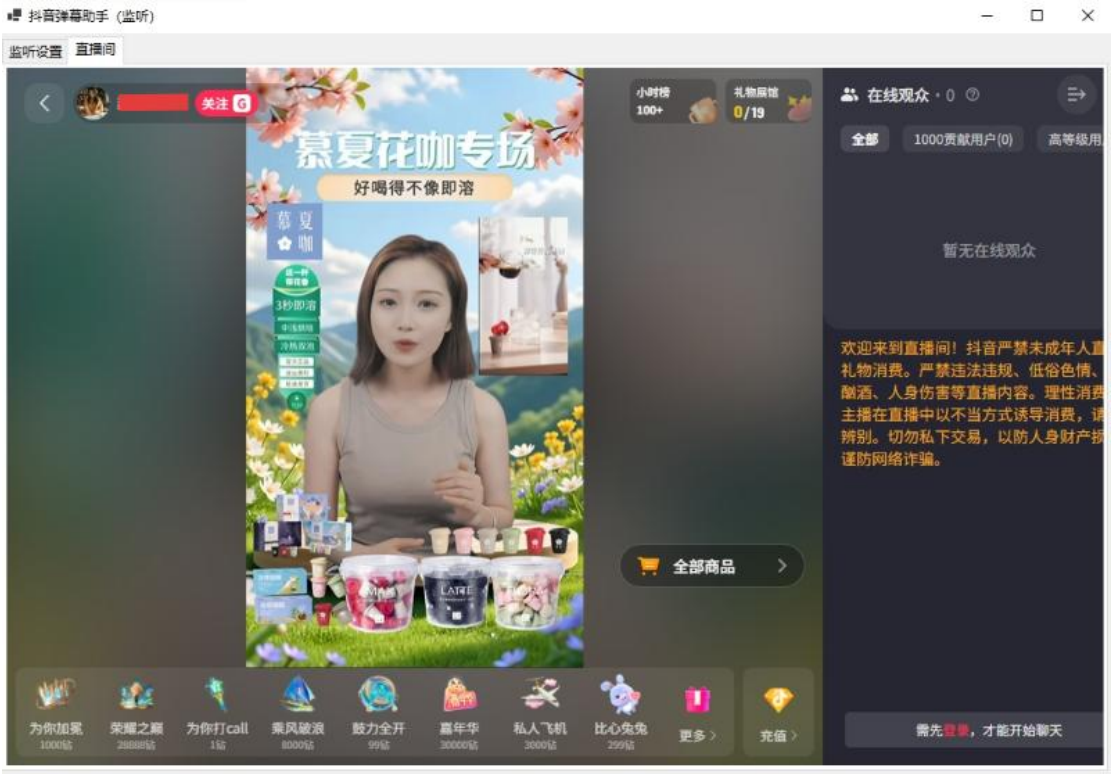 抖音弹幕助手（监听）
监听设置 直播间
关注
小时榜
100+
礼物展馆
0/19
在线观众 · 0
全部 1000贡献用户(0) 高等级用
暂无在线观众
慕夏花咖专场
好喝得不像即溶
慕夏
咖
3秒即溶
中浅烘焙
冷热双泡
LATTE
全部商品
欢迎来到直播间！抖音严禁未成年人直
礼物消费。严禁违法违规、低俗色情、
酗酒、人身伤害等直播内容。理性消费
主播在直播中以不当方式诱导消费，请
辨别。切勿私下交易，以防人身财产损
谨防网络诈骗。
为你加冕 荣耀之巅 为你打call 乘风破浪 鼓力全开 嘉年华 私人飞机 比心兔兔 更多 充值
1000钻 28888钻 1钻 8000钻 99钻 30000钻 3000钻 299钻
需先登录，才能开始聊天